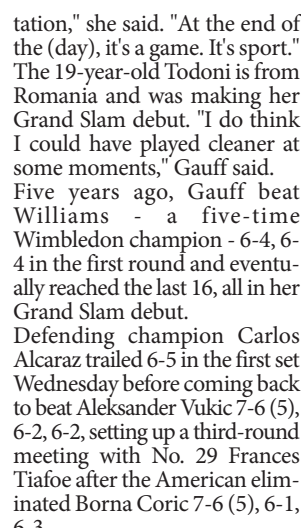 tation," she said. "At the end of
the (day), it's a game. It's sport."
The 19-year-old Todoni is from
Romania and was making her
Grand Slam debut. "I do think
I could have played cleaner at
some moments," Gauff said.
Five years ago, Gauff beat
Williams - a five-time
Wimbledon champion - 6-4, 6-
4 in the first round and eventu-
ally reached the last 16, all in her
Grand Slam debut.
Defending champion Carlos
Alcaraz trailed 6-5 in the first set
Wednesday before coming back
to beat Aleksander Vukic 7-6 (5),
6-2, 6-2, setting up a third-round
meeting with No. 29 Frances
Tiafoe after the American elim-
inated Borna Coric 7-6 (5), 6-1,
6-3